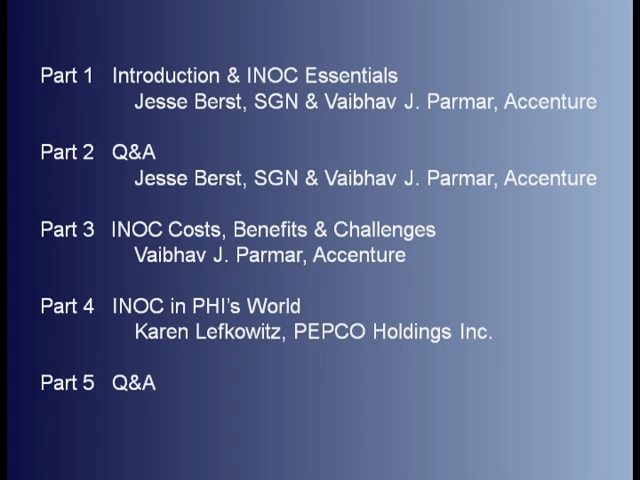 Part 1 Introduction & INOC Essentials
Jesse Berst, SGN & Vaibhav J. Parmar, Accenture
Part 2 Q&A
Jesse Berst, SGN & Vaibhav J. Parmar, Accenture
Part 3 INOC Costs, Benefits & Challenges
Vaibhav J. Parmar, Accenture
Part 4 INOC in PHI's World
Karen Lefkowitz, PEPCO Holdings Inc.
Part 5 Q&A